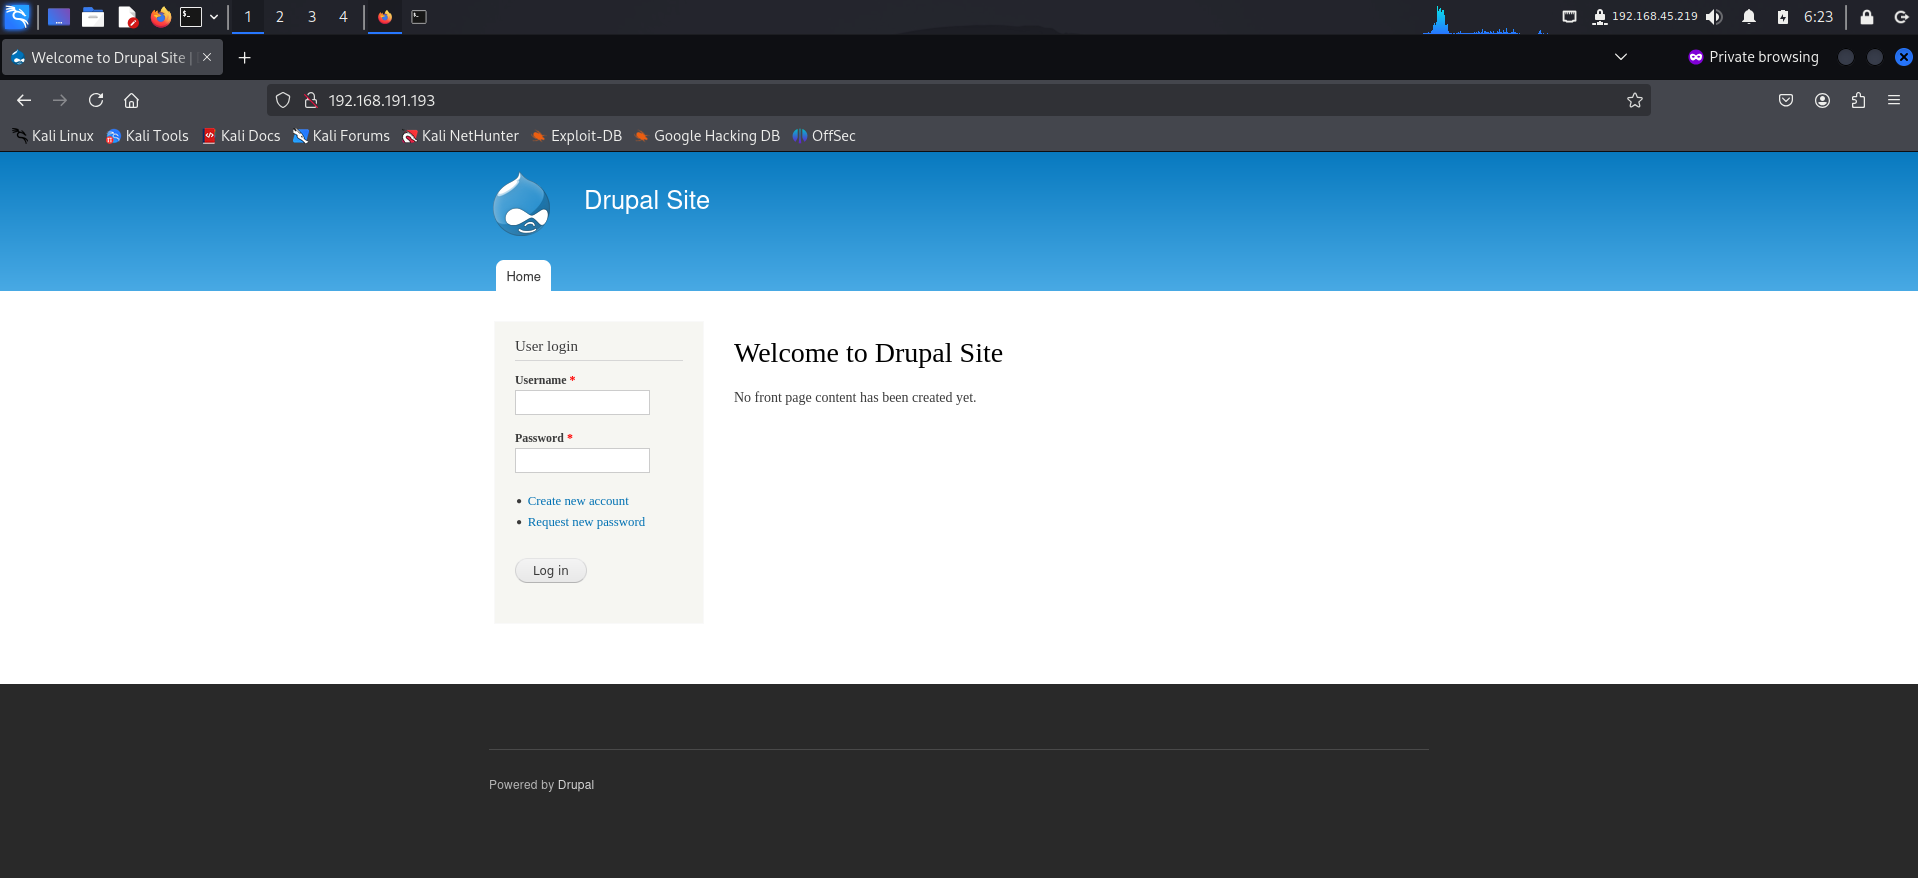 1 2 3 4 192.168.45.219 6:23
Welcome to Drupal Site | Private browsing
192.168.191.193
Kali Linux Kali Tools Kali Docs Kali Forums Kali NetHunter Exploit-DB Google Hacking DB OffSec
Drupal Site
Home
User login
Username *
Password *
Create new account
Request new password
Log in
Welcome to Drupal Site
No front page content has been created yet.
Powered by Drupal